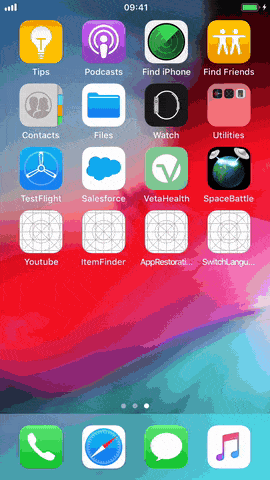 09:41
Tips Podcasts Find iPhone Find Friends
Contacts Files Watch Utilities
TestFlight Salesforce VetaHealth SpaceBattle
Youtube ItemFinder AppRestorati... SwitchLangu...